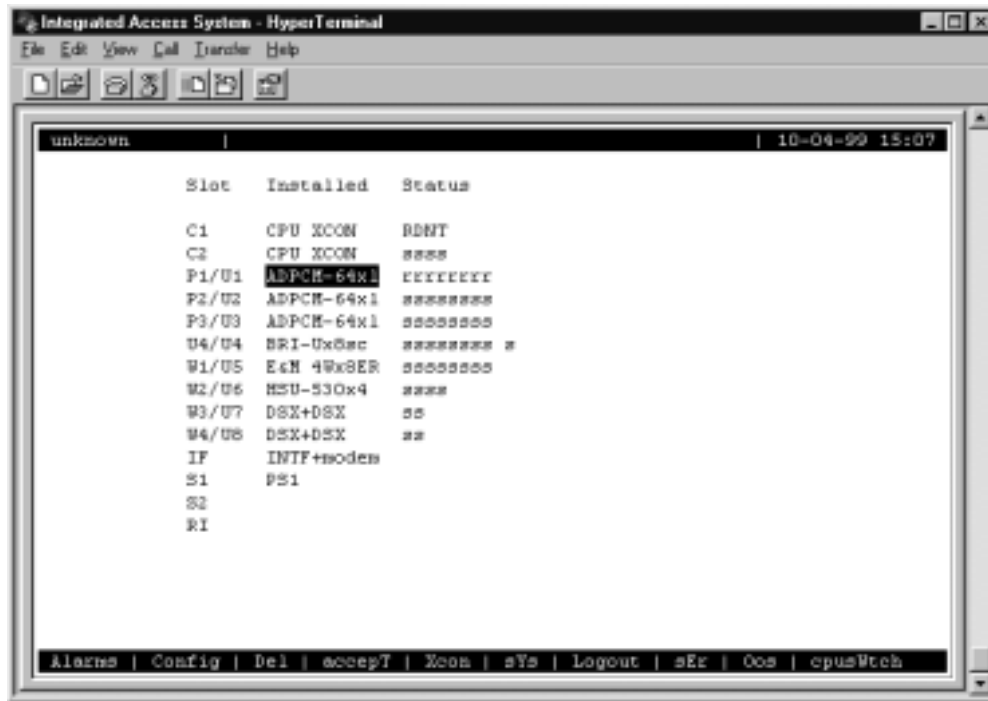 Integrated Access System - HyperTerminal
File Edit View Call Transfer Help
unknown | | 10-04-99 15:07
Slot Installed Status
C1 CPU XCON RDNT
C2 CPU XCON ssss
P1/U1 ADPCM-64x1 rrrrrrrr
P2/U2 ADPCM-64x1 ssssssss
P3/U3 ADPCM-64x1 ssssssss
U4/U4 BRI-Ux8sc ssssssss s
W1/U5 E&M 4Wx8ER ssssssss
W2/U6 HSU-530x4 ssss
W3/U7 DSX+DSX ss
W4/U8 DSX+DSX ss
IF INTF+modem
S1 PS1
S2
RI
Alarms | Config | Del | accepT | Xcon | sYs | Logout | sEr | Oos | cpusWtch